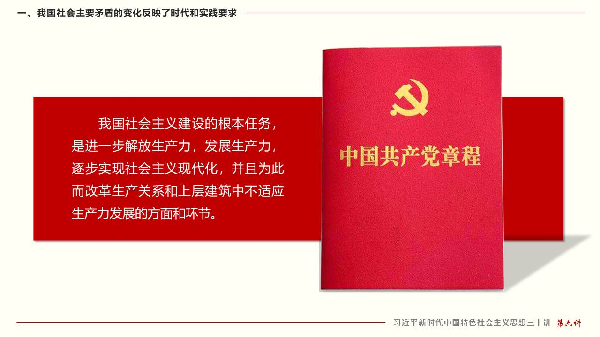 一、我国社会主要矛盾的变化反映了时代和实践要求
我国社会主义建设的根本任务，
是进一步解放生产力，发展生产力，
逐步实现社会主义现代化，并且为此
而改革生产关系和上层建筑中不适应
生产力发展的方面和环节。
中国共产党章程
习近平新时代中国特色社会主义思想三十讲 第六讲